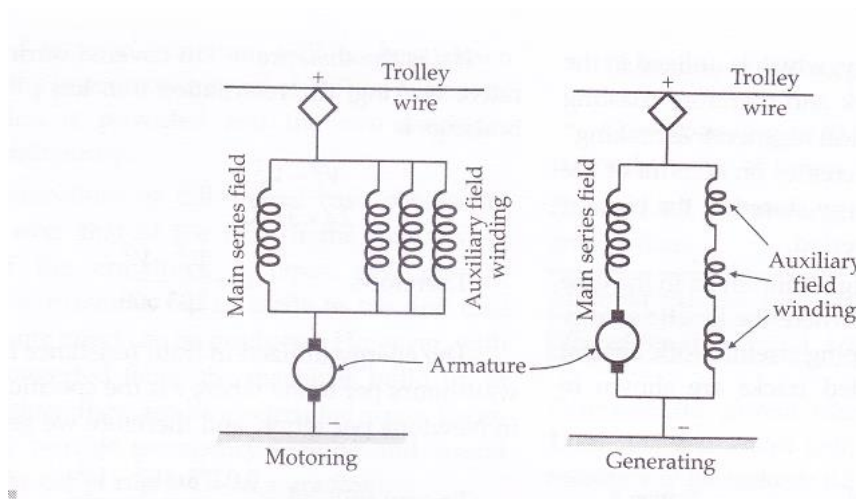 +
Trolley
wire
Main series field
Auxiliary field
winding
Armature
−
Motoring
+
Trolley
wire
Main series field
Auxiliary
field
winding
−
Generating